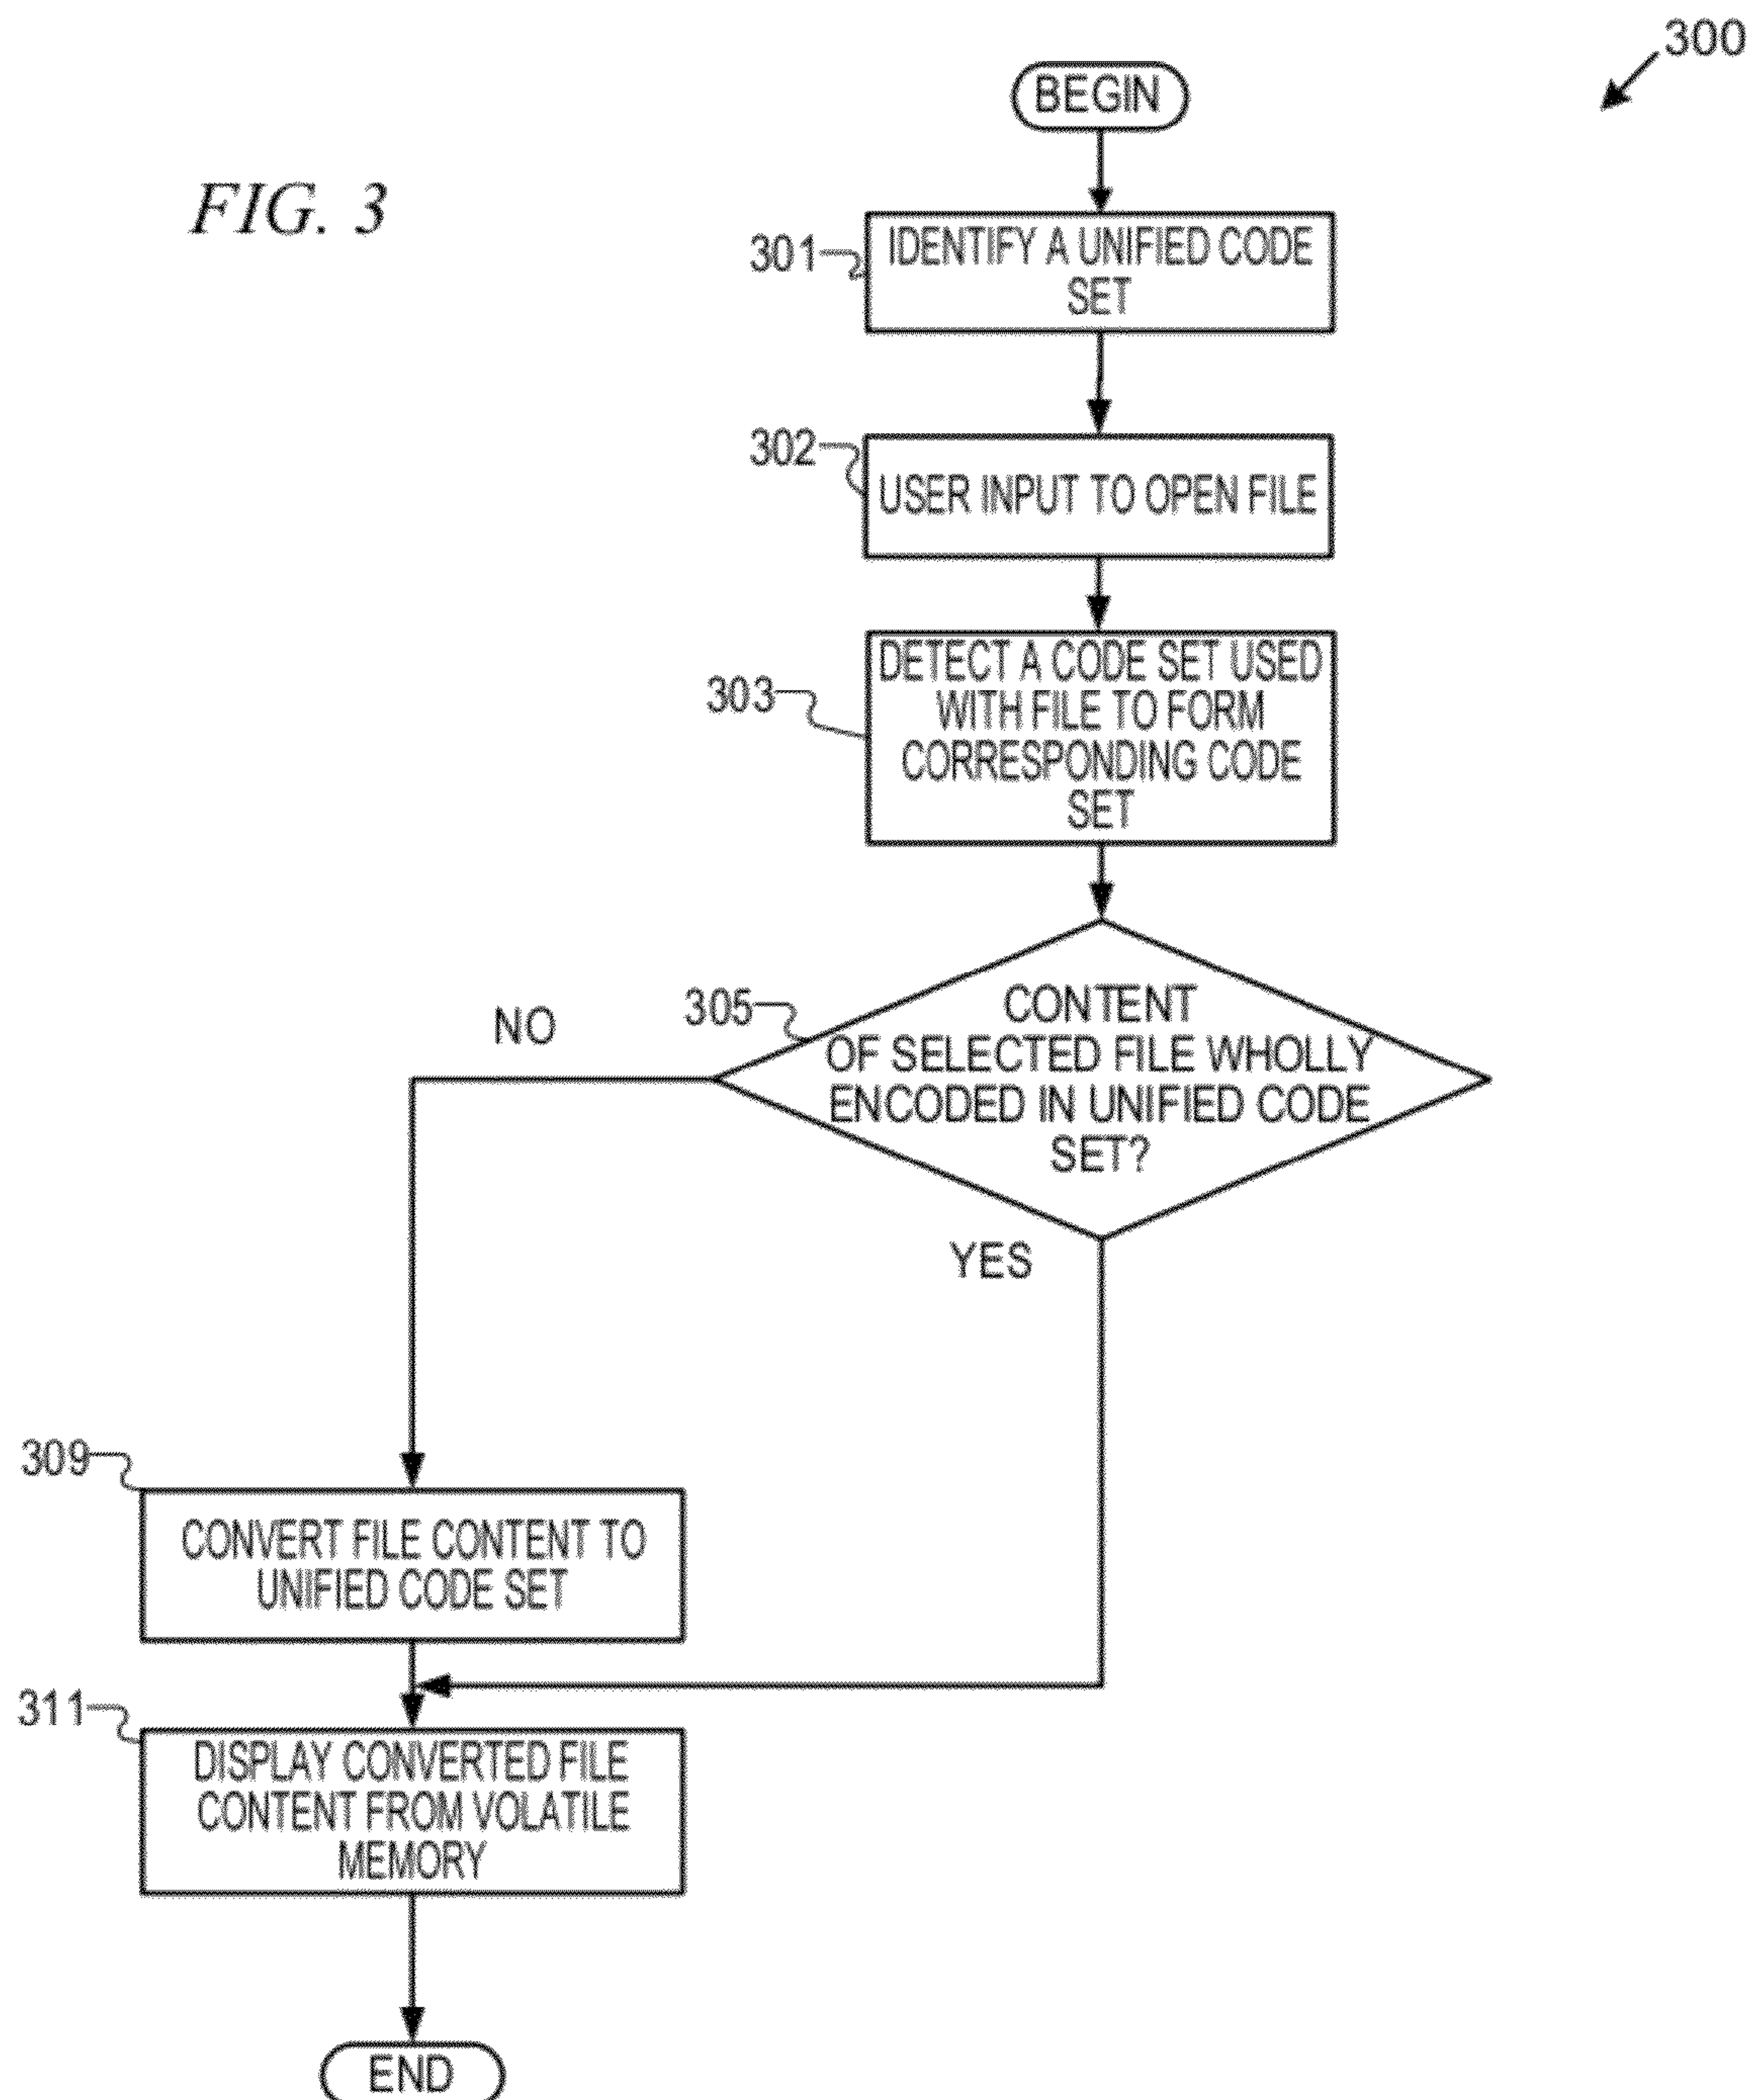 300
BEGIN
FIG. 3
301
IDENTIFY A UNIFIED CODE
SET
302
USER INPUT TO OPEN FILE
303
DETECT A CODE SET USED
WITH FILE TO FORM
CORRESPONDING CODE
SET
305
CONTENT
OF SELECTED FILE WHOLLY
ENCODED IN UNIFIED CODE
SET?
NO
YES
309
CONVERT FILE CONTENT TO
UNIFIED CODE SET
311
DISPLAY CONVERTED FILE
CONTENT FROM VOLATILE
MEMORY
END